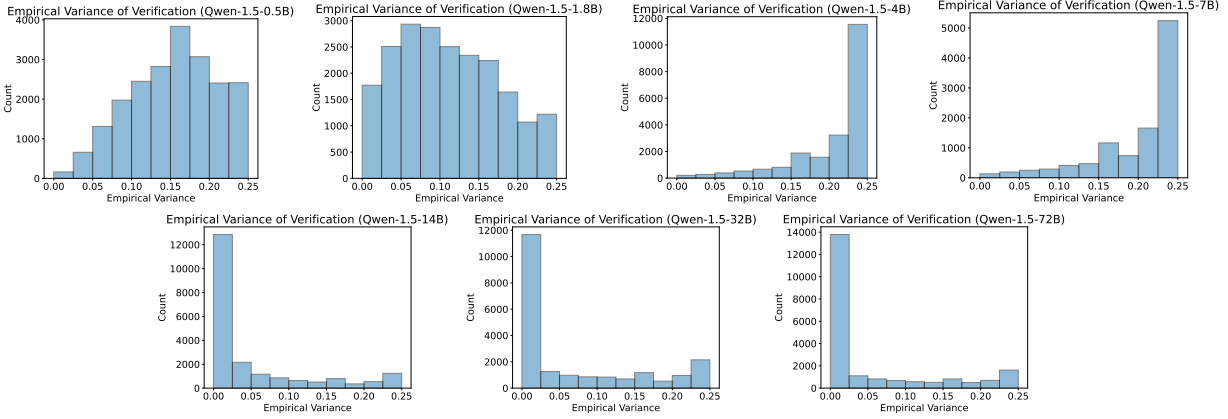 Empirical Variance of Verification (Qwen-1.5-0.5B)
4000
3000
2000
1000
0
Count
0.00 0.05 0.10 0.15 0.20 0.25
Empirical Variance
Empirical Variance of Verification (Qwen-1.5-1.8B)
3000
2500
2000
1500
1000
500
0
Count
0.00 0.05 0.10 0.15 0.20 0.25
Empirical Variance
Empirical Variance of Verification (Qwen-1.5-4B)
12000
10000
8000
6000
4000
2000
0
Count
0.00 0.05 0.10 0.15 0.20 0.25
Empirical Variance
Empirical Variance of Verification (Qwen-1.5-7B)
5000
4000
3000
2000
1000
0
Count
0.00 0.05 0.10 0.15 0.20 0.25
Empirical Variance
Empirical Variance of Verification (Qwen-1.5-14B)
12000
10000
8000
6000
4000
2000
0
Count
0.00 0.05 0.10 0.15 0.20 0.25
Empirical Variance
Empirical Variance of Verification (Qwen-1.5-32B)
12000
10000
8000
6000
4000
2000
0
Count
0.00 0.05 0.10 0.15 0.20 0.25
Empirical Variance
Empirical Variance of Verification (Qwen-1.5-72B)
14000
12000
10000
8000
6000
4000
2000
0
Count
0.00 0.05 0.10 0.15 0.20 0.25
Empirical Variance